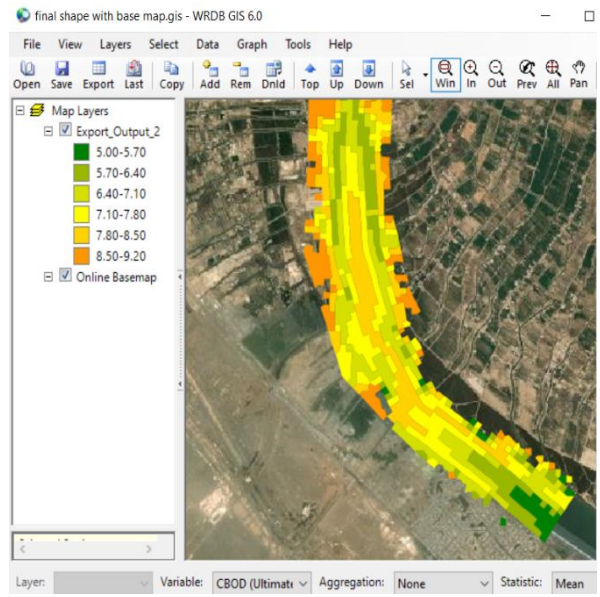 final shape with base map.gis - WRDB GIS 6.0
File View Layers Select Data Graph Tools Help
Open Save Export Last Copy Add Rem Dnld Top Up Down Sel Win In Out Prev All Pan
Map Layers
Export_Output_2
5.00-5.70
5.70-6.40
6.40-7.10
7.10-7.80
7.80-8.50
8.50-9.20
Online Basemap
Layer: Variable: CBOD (Ultimate Aggregation: None Statistic: Mean